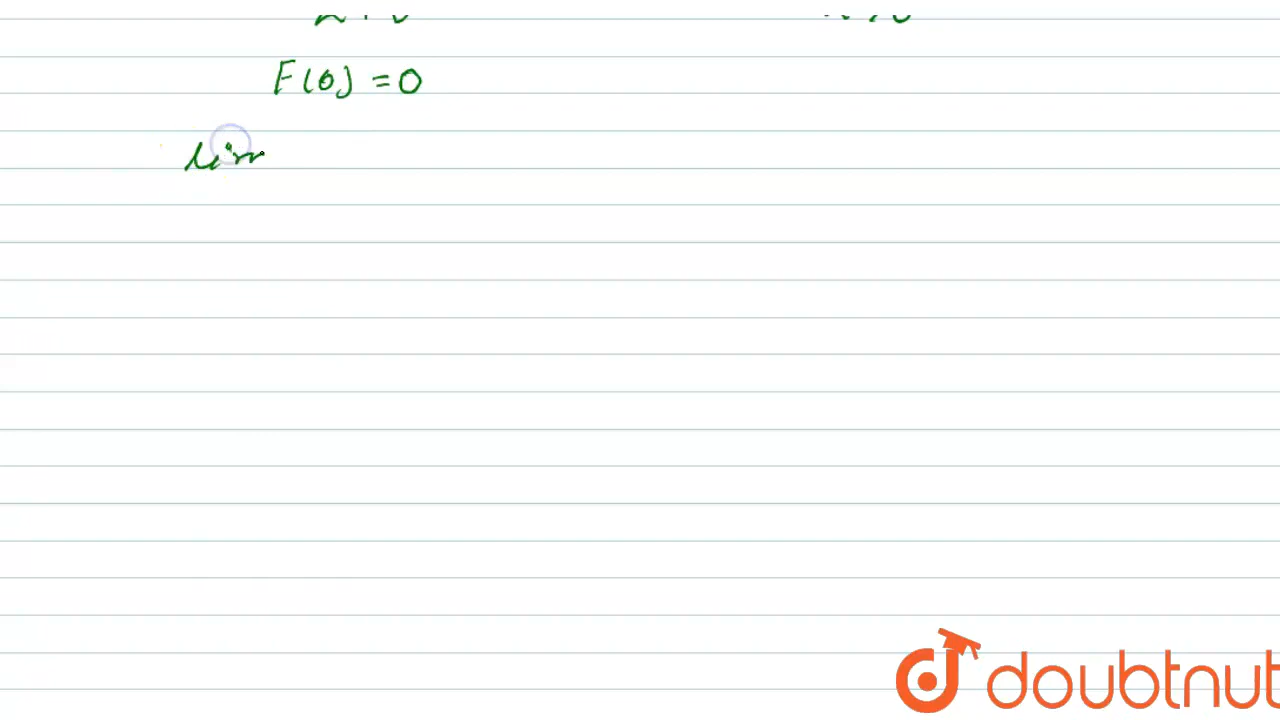 F(0) = 0
lim
doubtnut